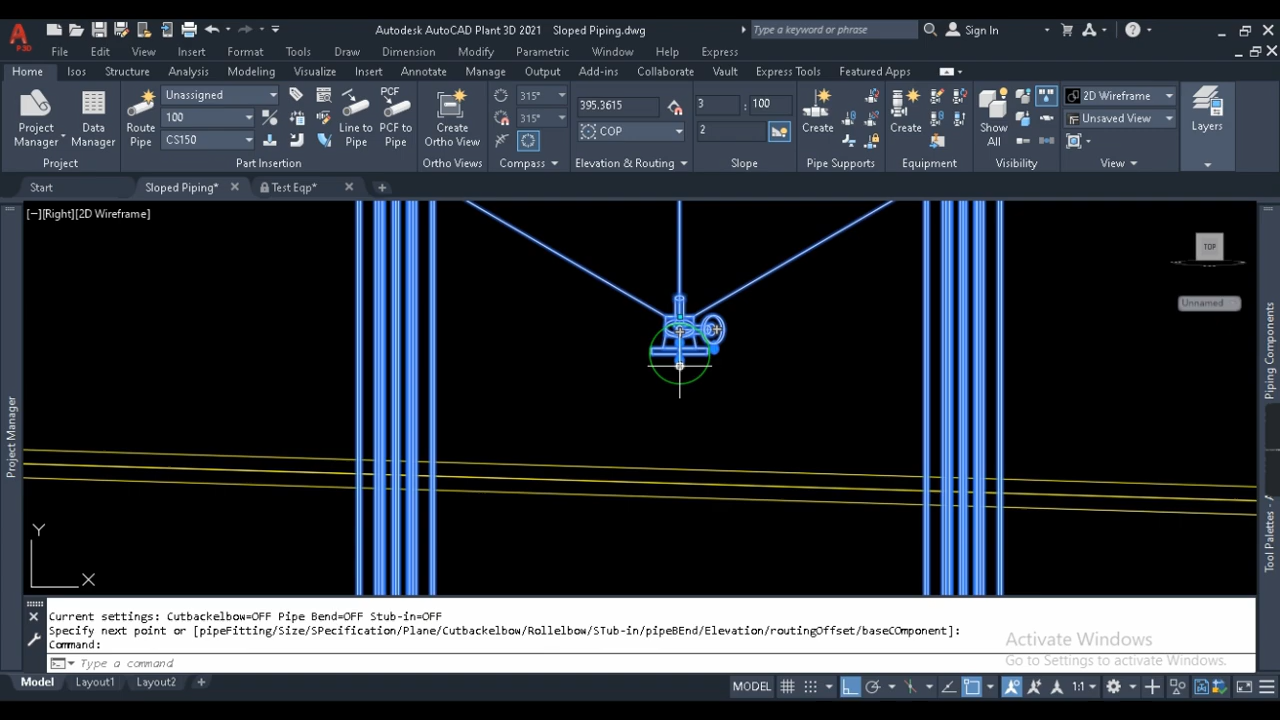 Autodesk AutoCAD Plant 3D 2021 Sloped Piping.dwg
Type a keyword or phrase
Sign In
File Edit View Insert Format Tools Draw Dimension Modify Parametric Window Help Express
Home Isos Structure Analysis Modeling Visualize Insert Annotate Manage Output Add-ins Collaborate Vault Express Tools Featured Apps
P3D
Project Manager
Data Manager
Project
Route Pipe
Unassigned
100
CS150
Line to Pipe
PCF
PCF to Pipe
Part Insertion
Create Ortho View
Ortho Views
315°
315°
Compass
395.3615
COP
Elevation & Routing
3 : 100
2
Slope
Create
Pipe Supports
Create
Equipment
Show All
Visibility
2D Wireframe
Unsaved View
View
Layers
Start
Sloped Piping*
Test Eqp*
[−][Right][2D Wireframe]
TOP
Unnamed
Project Manager
Piping Components
Tool Palettes - A
Y
X
Current settings: Cutbackelbow=OFF Pipe Bend=OFF Stub-in=OFF
Specify next point or [pipeFitting/Size/SPecification/Plane/Cutbackelbow/Rollelbow/STub-in/pipeBEnd/Elevation/routingOffset/baseCOmponent]:
Command:
Type a command
Activate Windows
Go to Settings to activate Windows.
Model Layout1 Layout2
MODEL
1:1